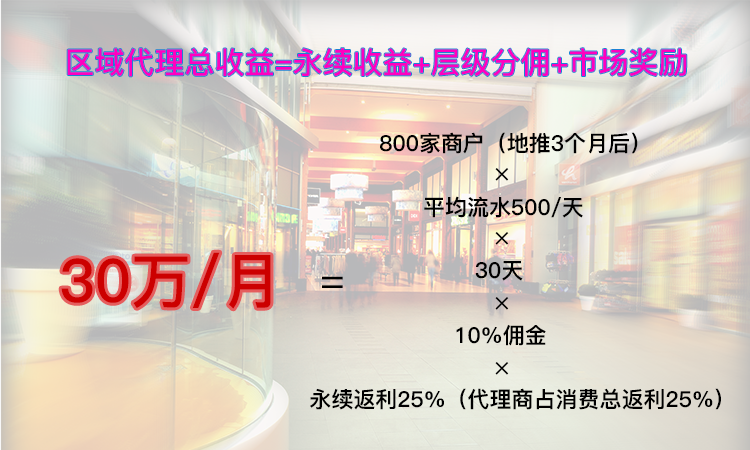 区域代理总收益=永续收益+层级分佣+市场奖励
800家商户（地推3个月后）
×
平均流水500/天
×
30万/月 = 30天
×
10%佣金
×
永续返利25%（代理商占消费总返利25%）